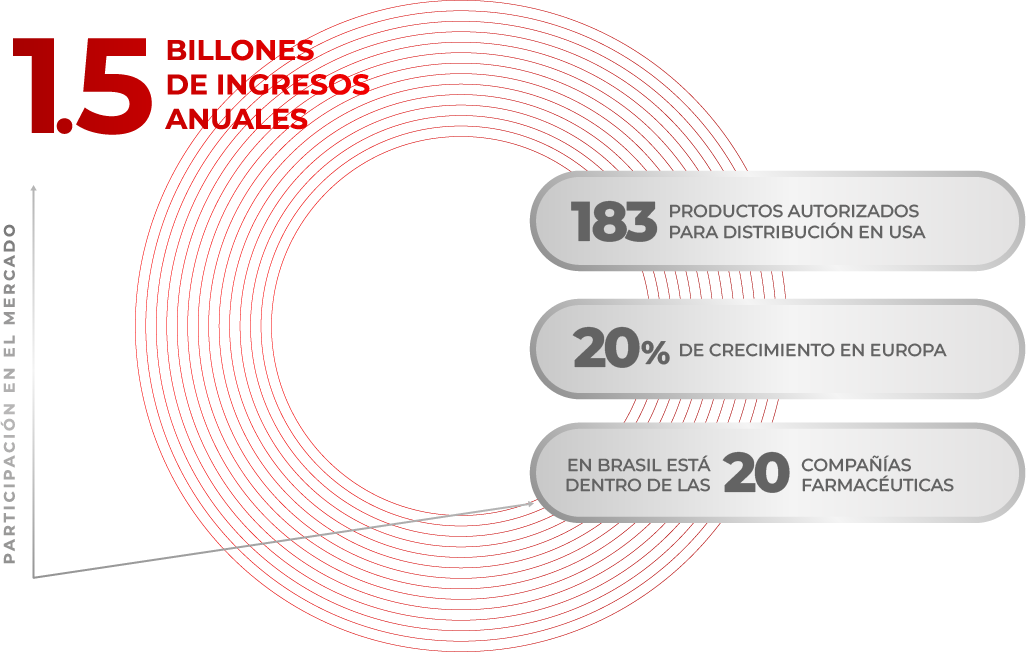 1.5
BILLONES
DE INGRESOS
ANUALES
PARTICIPACIÓN EN EL MERCADO
183
PRODUCTOS AUTORIZADOS
PARA DISTRIBUCIÓN EN USA
20% DE CRECIMIENTO EN EUROPA
EN BRASIL ESTÁ
DENTRO DE LAS
20
COMPAÑÍAS
FARMACÉUTICAS